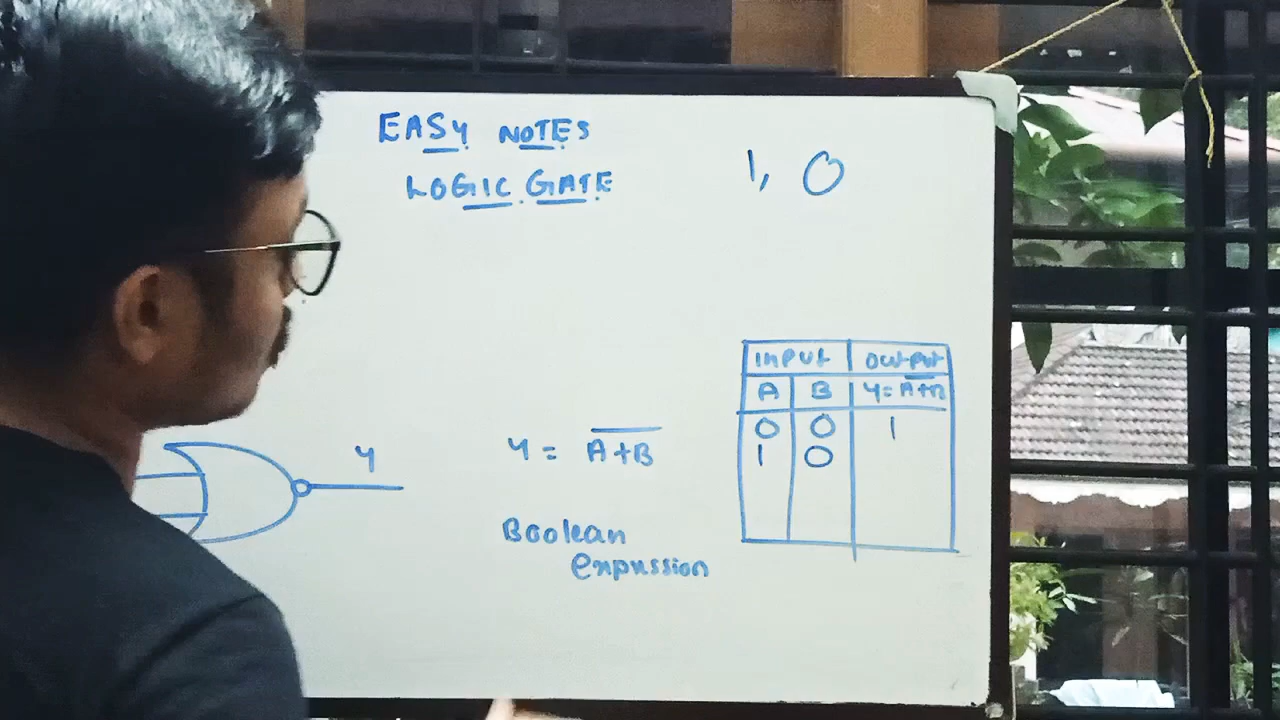 EASY NOTES
LOGIC GATE
1, 0
INPUT OUTPUT
A B Y = A̅+̅B̅
0 0 1
1 0
Y
Y = A̅+̅B̅
Boolean
expression